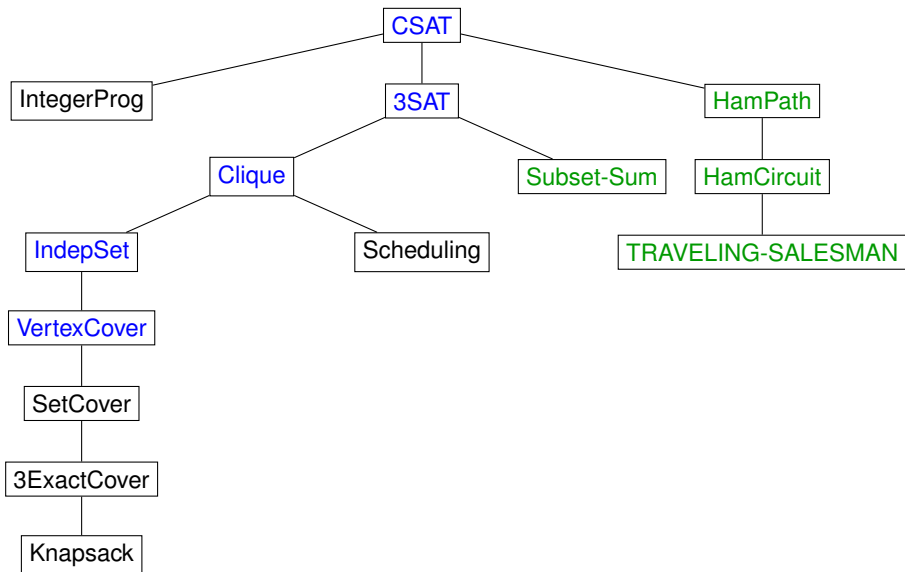 CSAT
IntegerProg
3SAT
HamPath
Clique
Subset-Sum
HamCircuit
IndepSet
Scheduling
TRAVELING-SALESMAN
VertexCover
SetCover
3ExactCover
Knapsack